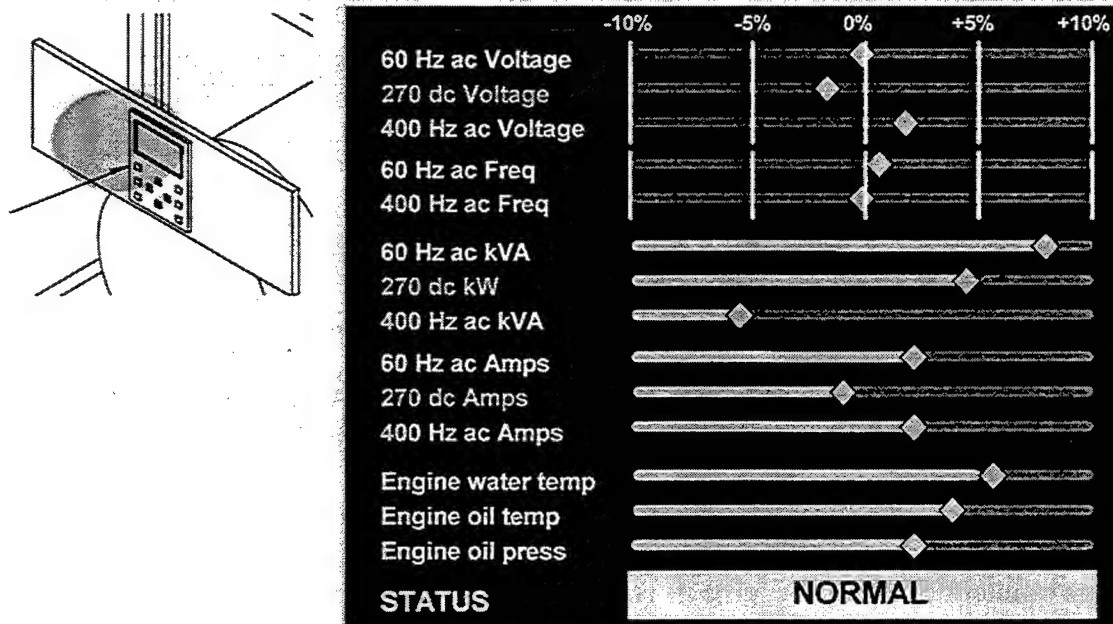 -10% -5% 0% +5% +10%
60 Hz ac Voltage
270 dc Voltage
400 Hz ac Voltage
60 Hz ac Freq
400 Hz ac Freq
60 Hz ac kVA
270 dc kW
400 Hz ac kVA
60 Hz ac Amps
270 dc Amps
400 Hz ac Amps
Engine water temp
Engine oil temp
Engine oil press
STATUS NORMAL